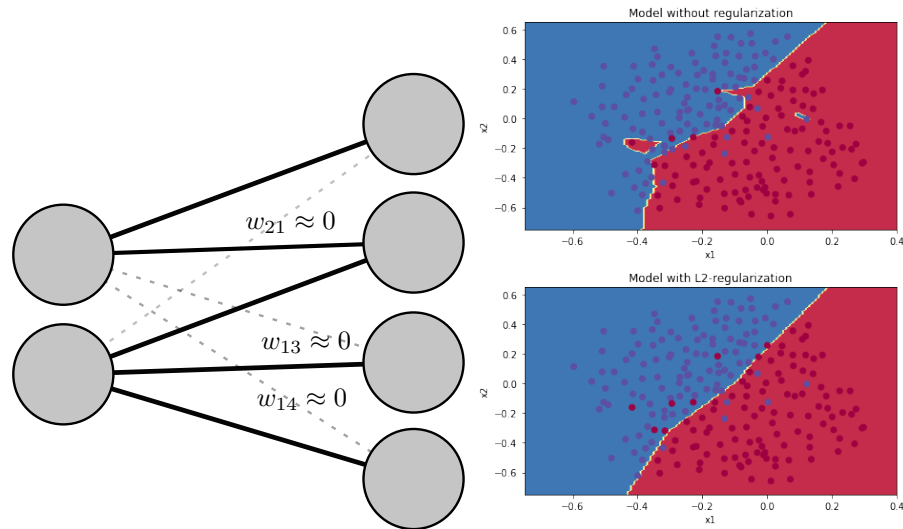 w₂₁ ≈ 0
w₁₃ ≈ 0
w₁₄ ≈ 0
Model without regularization
0.6
0.4
0.2
0.0
−0.2
−0.4
−0.6
x2
−0.6 −0.4 −0.2 0.0 0.2 0.4
x1
Model with L2-regularization
0.6
0.4
0.2
0.0
−0.2
−0.4
−0.6
x2
−0.6 −0.4 −0.2 0.0 0.2 0.4
x1